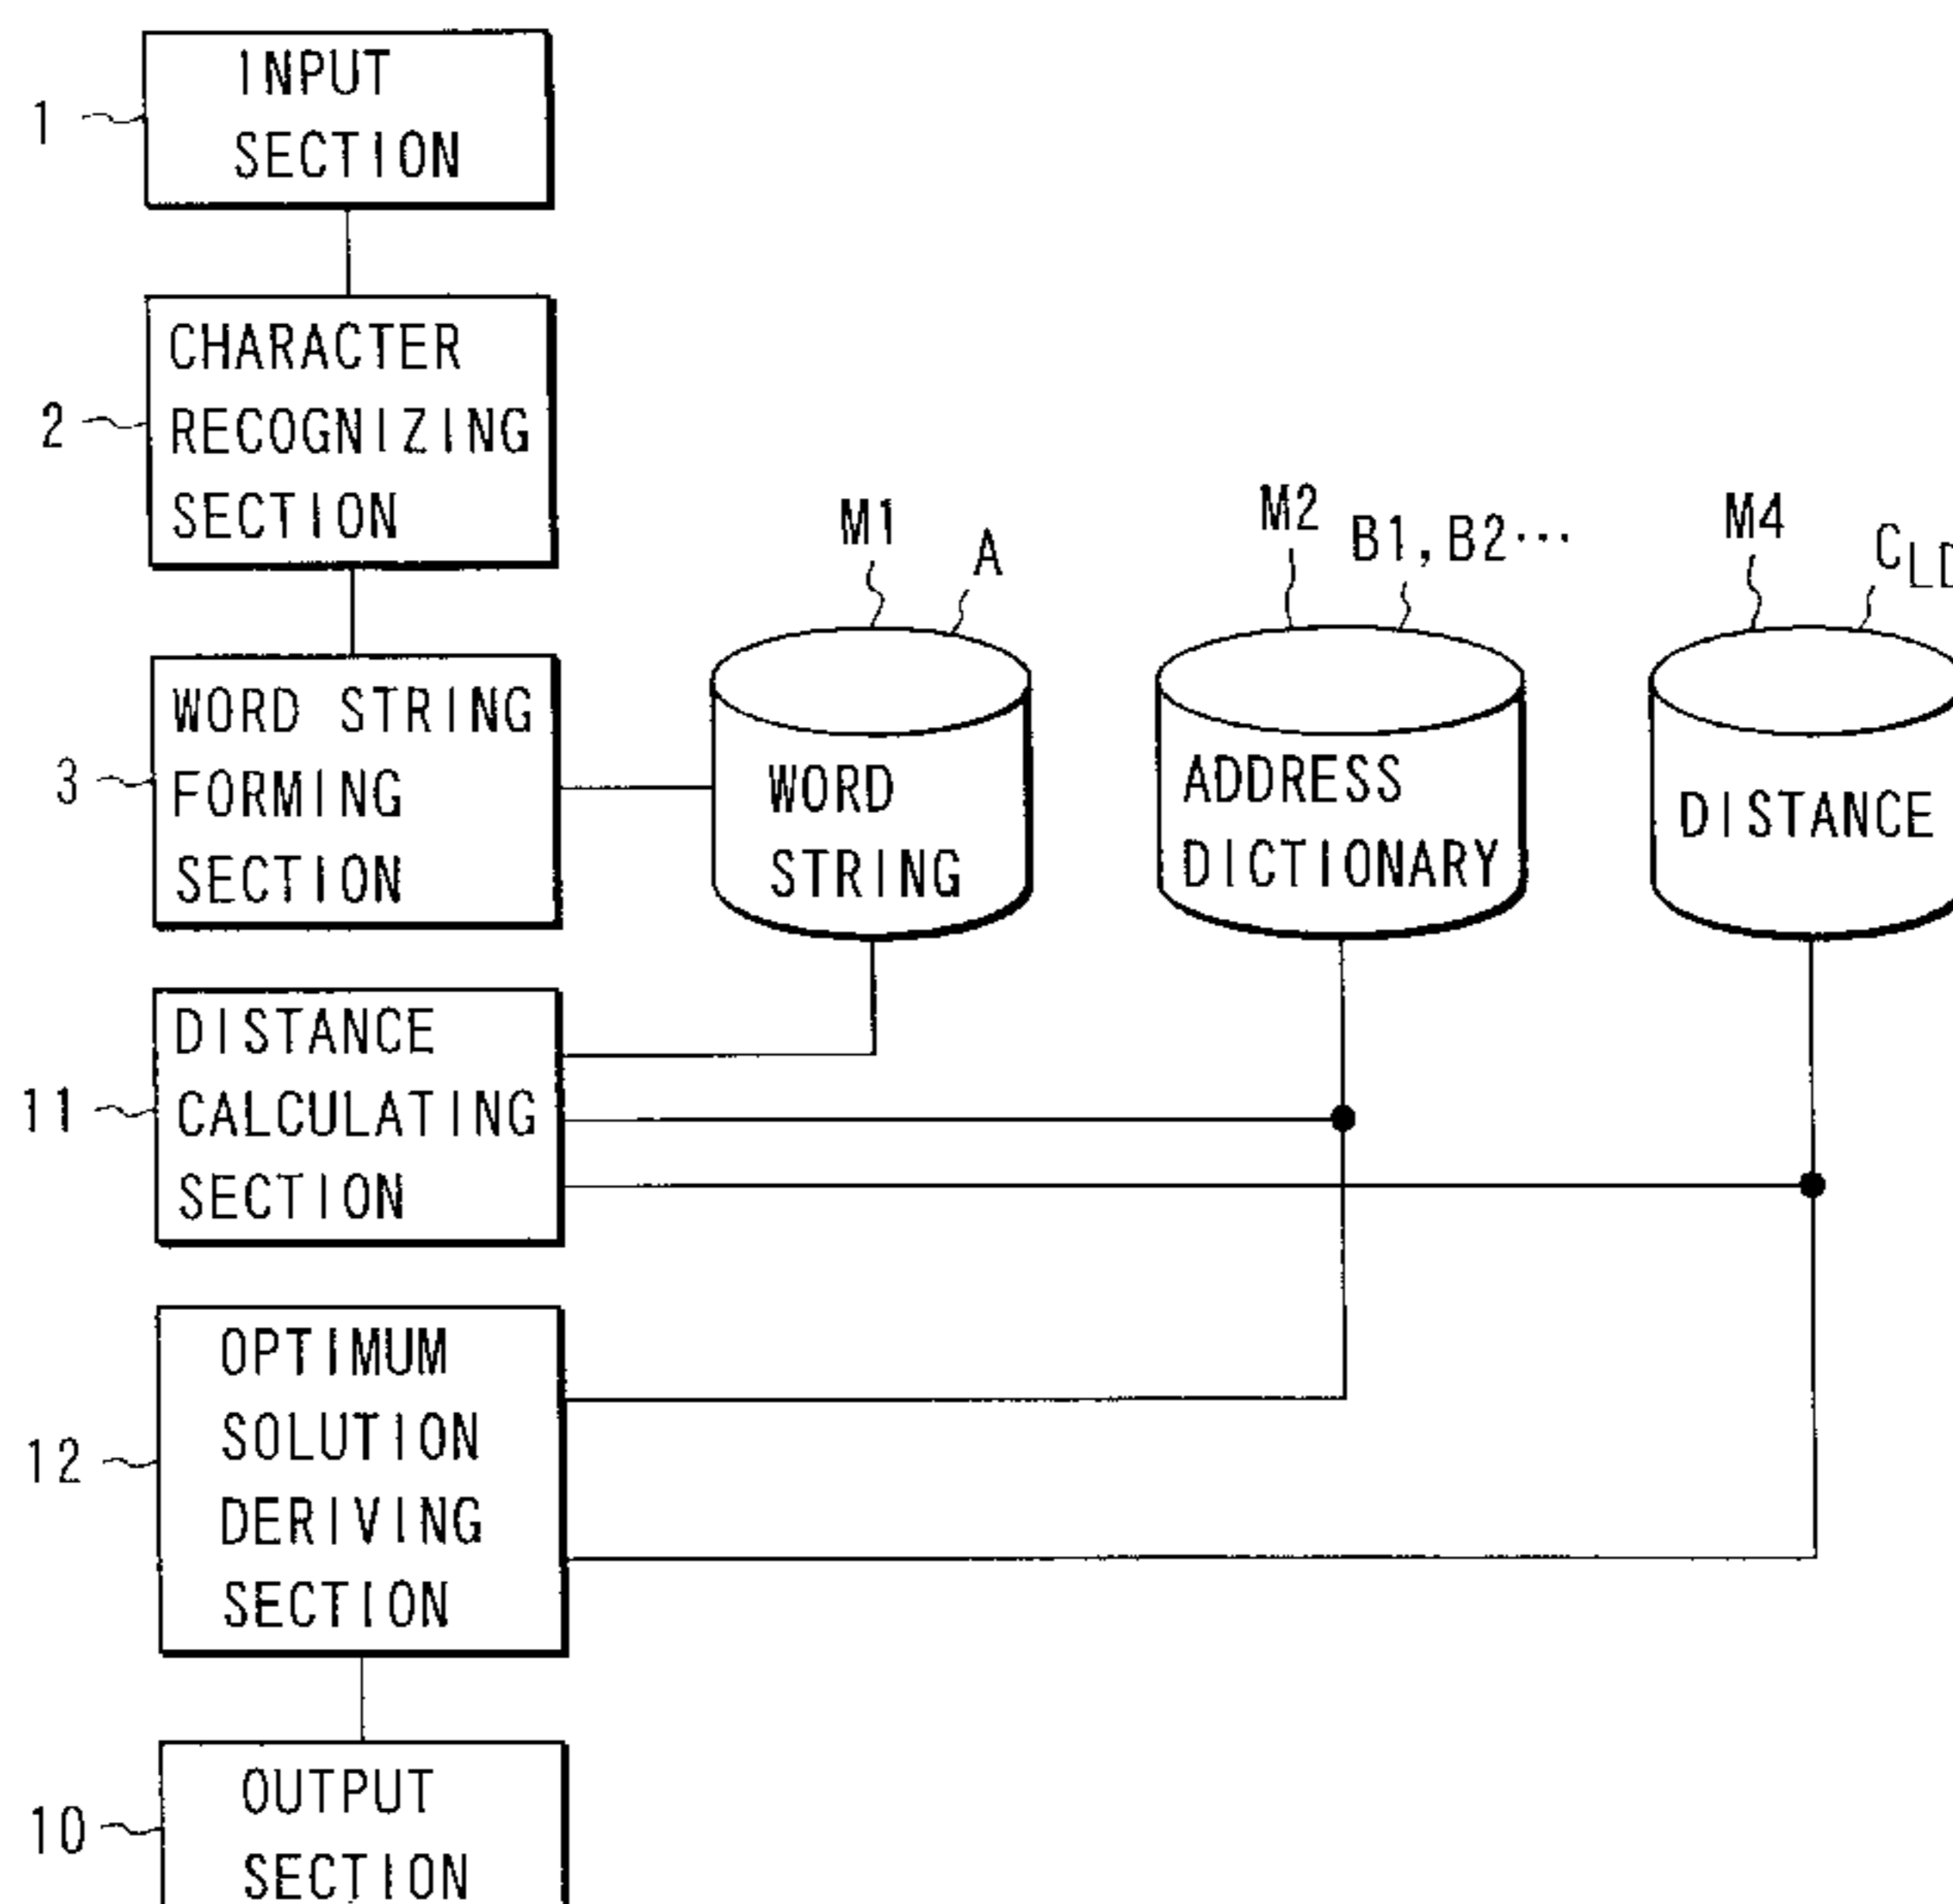 INPUT
SECTION
1
CHARACTER
RECOGNIZING
SECTION
2
M1
A
M2
B1,B2···
M4
CLD
WORD STRING
FORMING
SECTION
3
WORD
STRING
ADDRESS
DICTIONARY
DISTANCE
DISTANCE
CALCULATING
SECTION
11
OPTIMUM
SOLUTION
DERIVING
SECTION
12
OUTPUT
SECTION
10